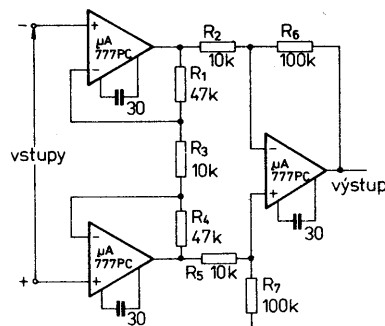 − + µA 777PC 30
R₂ 10k
R₆ 100k
R₁ 47k
vstupy
R₃ 10k
− + µA 777PC 30
výstup
R₄ 47k
− + µA 777PC 30
+
R₅ 10k
R₇ 100k